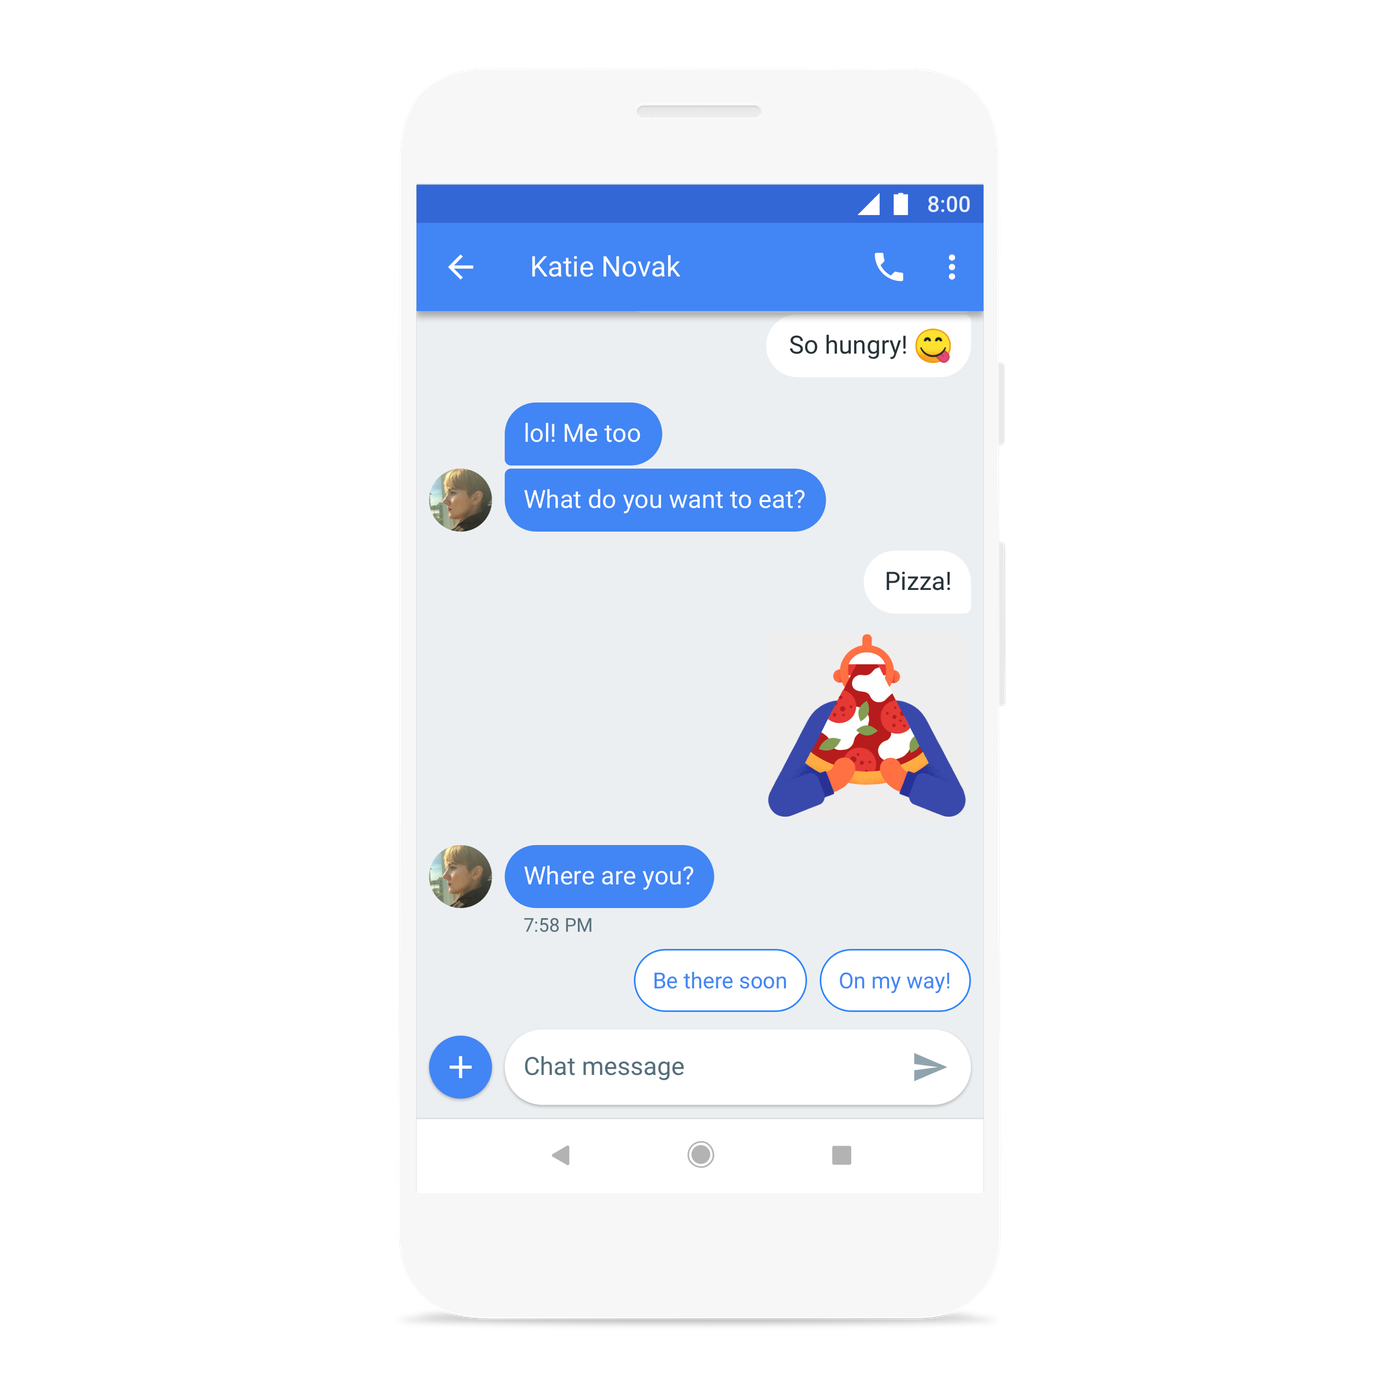 8:00
Katie Novak
So hungry! 😋
lol! Me too
What do you want to eat?
Pizza!
Where are you?
7:58 PM
Be there soon
On my way!
Chat message